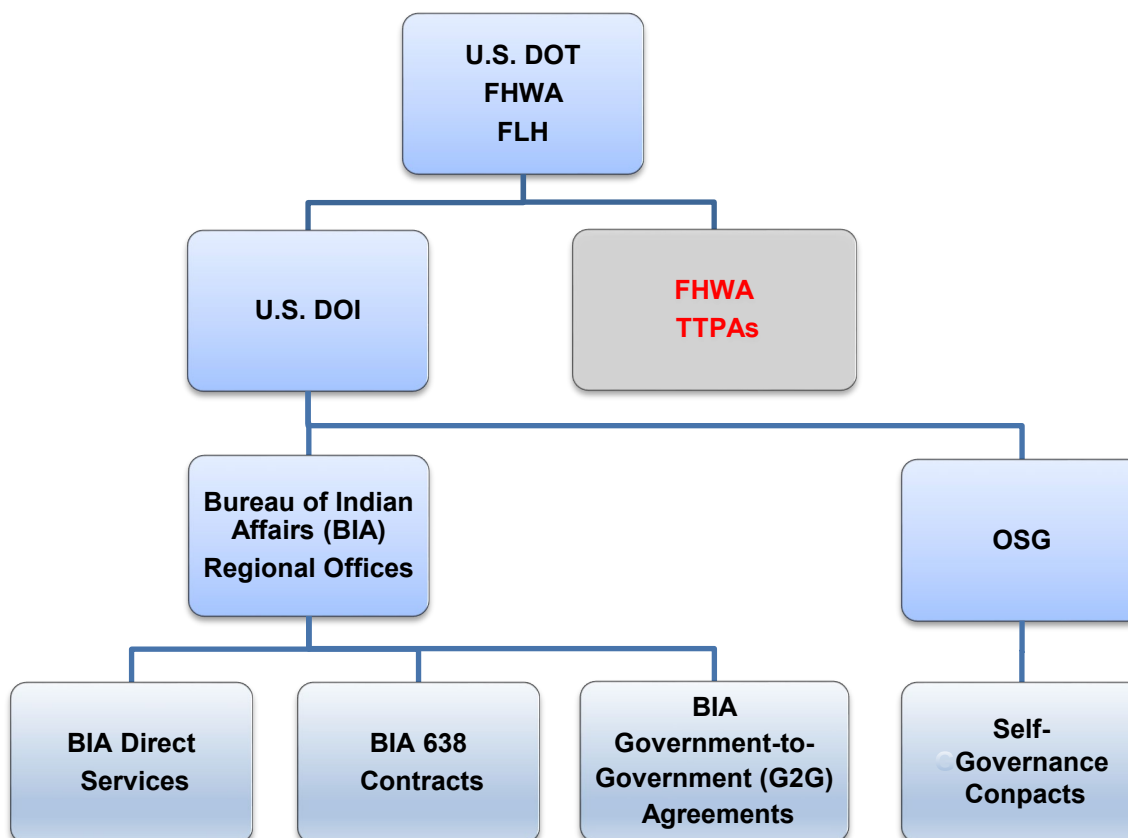 U.S. DOT
FHWA
FLH
U.S. DOI
FHWA
TTPAs
Bureau of Indian
Affairs (BIA)
Regional Offices
OSG
BIA Direct
Services
BIA 638
Contracts
BIA
Government-to-
Government (G2G)
Agreements
Self-
Governance
Conpacts